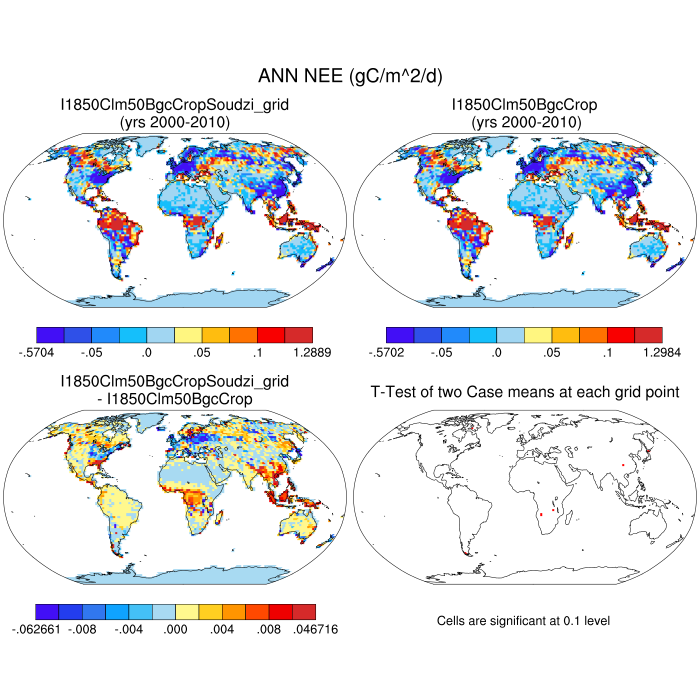 ANN NEE (gC/m^2/d)
I1850Clm50BgcCropSoudzi_grid
(yrs 2000-2010)
I1850Clm50BgcCrop
(yrs 2000-2010)
-.5704 -.05 .0 .05 .1 1.2889
-.5702 -.05 .0 .05 .1 1.2984
I1850Clm50BgcCropSoudzi_grid
- I1850Clm50BgcCrop
T-Test of two Case means at each grid point
-.062661 -.008 -.004 .000 .004 .008 .046716
Cells are significant at 0.1 level